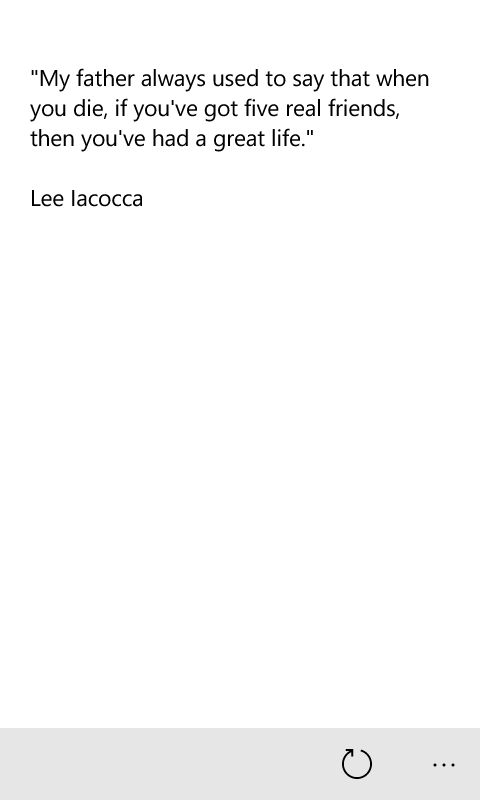 "My father always used to say that when
you die, if you've got five real friends,
then you've had a great life."
Lee Iacocca